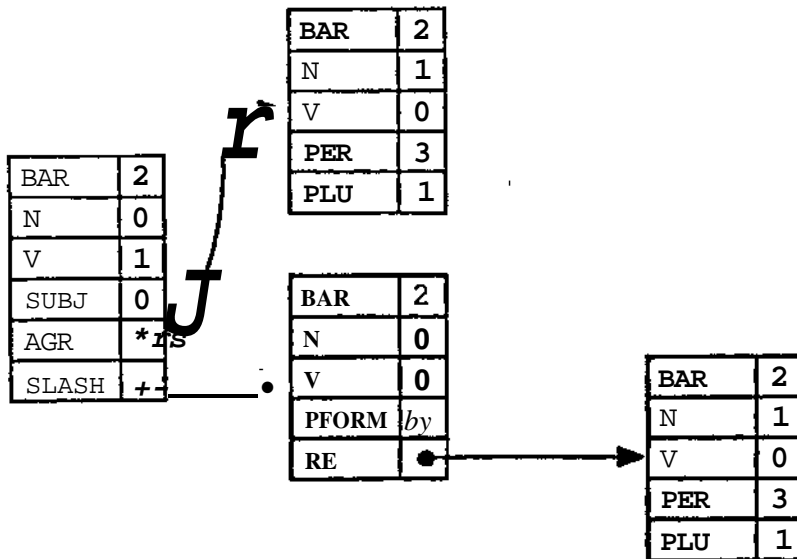 BAR 2
N 1
V 0
PER 3
PLU 1
BAR 2
N 0
V 1
SUBJ 0
AGR *rs
SLASH +-
r
J
BAR 2
N 0
V 0
PFORM by
RE
BAR 2
N 1
V 0
PER 3
PLU 1